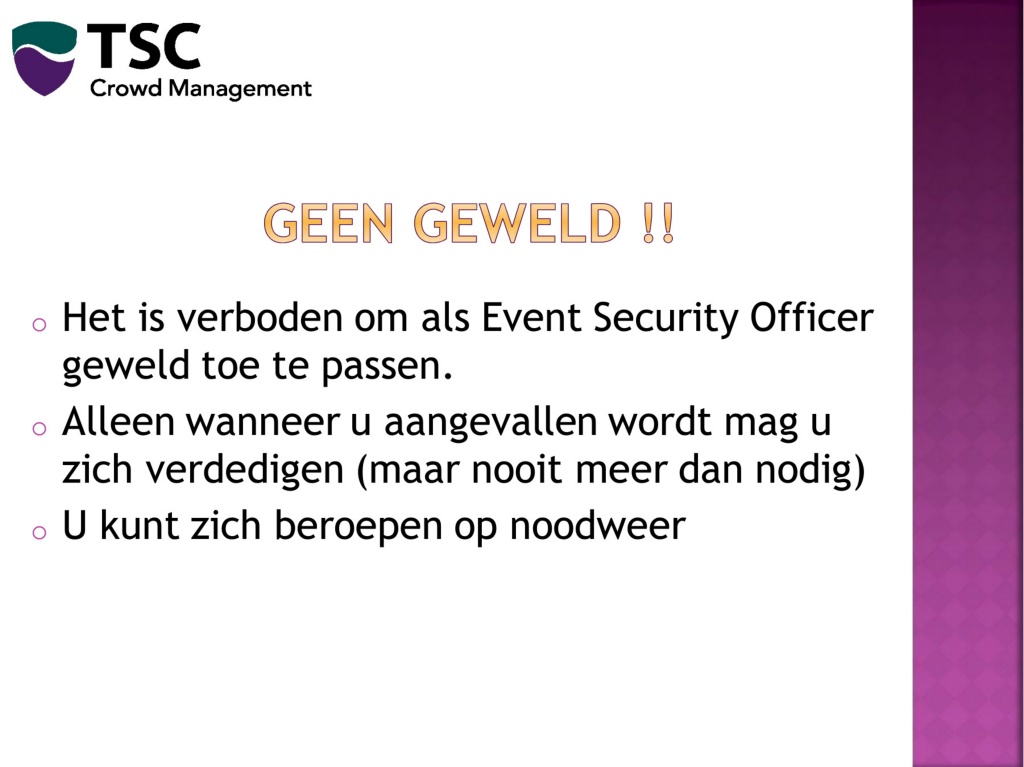 TSC
Crowd Management
GEEN GEWELD !!
o Het is verboden om als Event Security Officer
geweld toe te passen.
o Alleen wanneer u aangevallen wordt mag u
zich verdedigen (maar nooit meer dan nodig)
o U kunt zich beroepen op noodweer